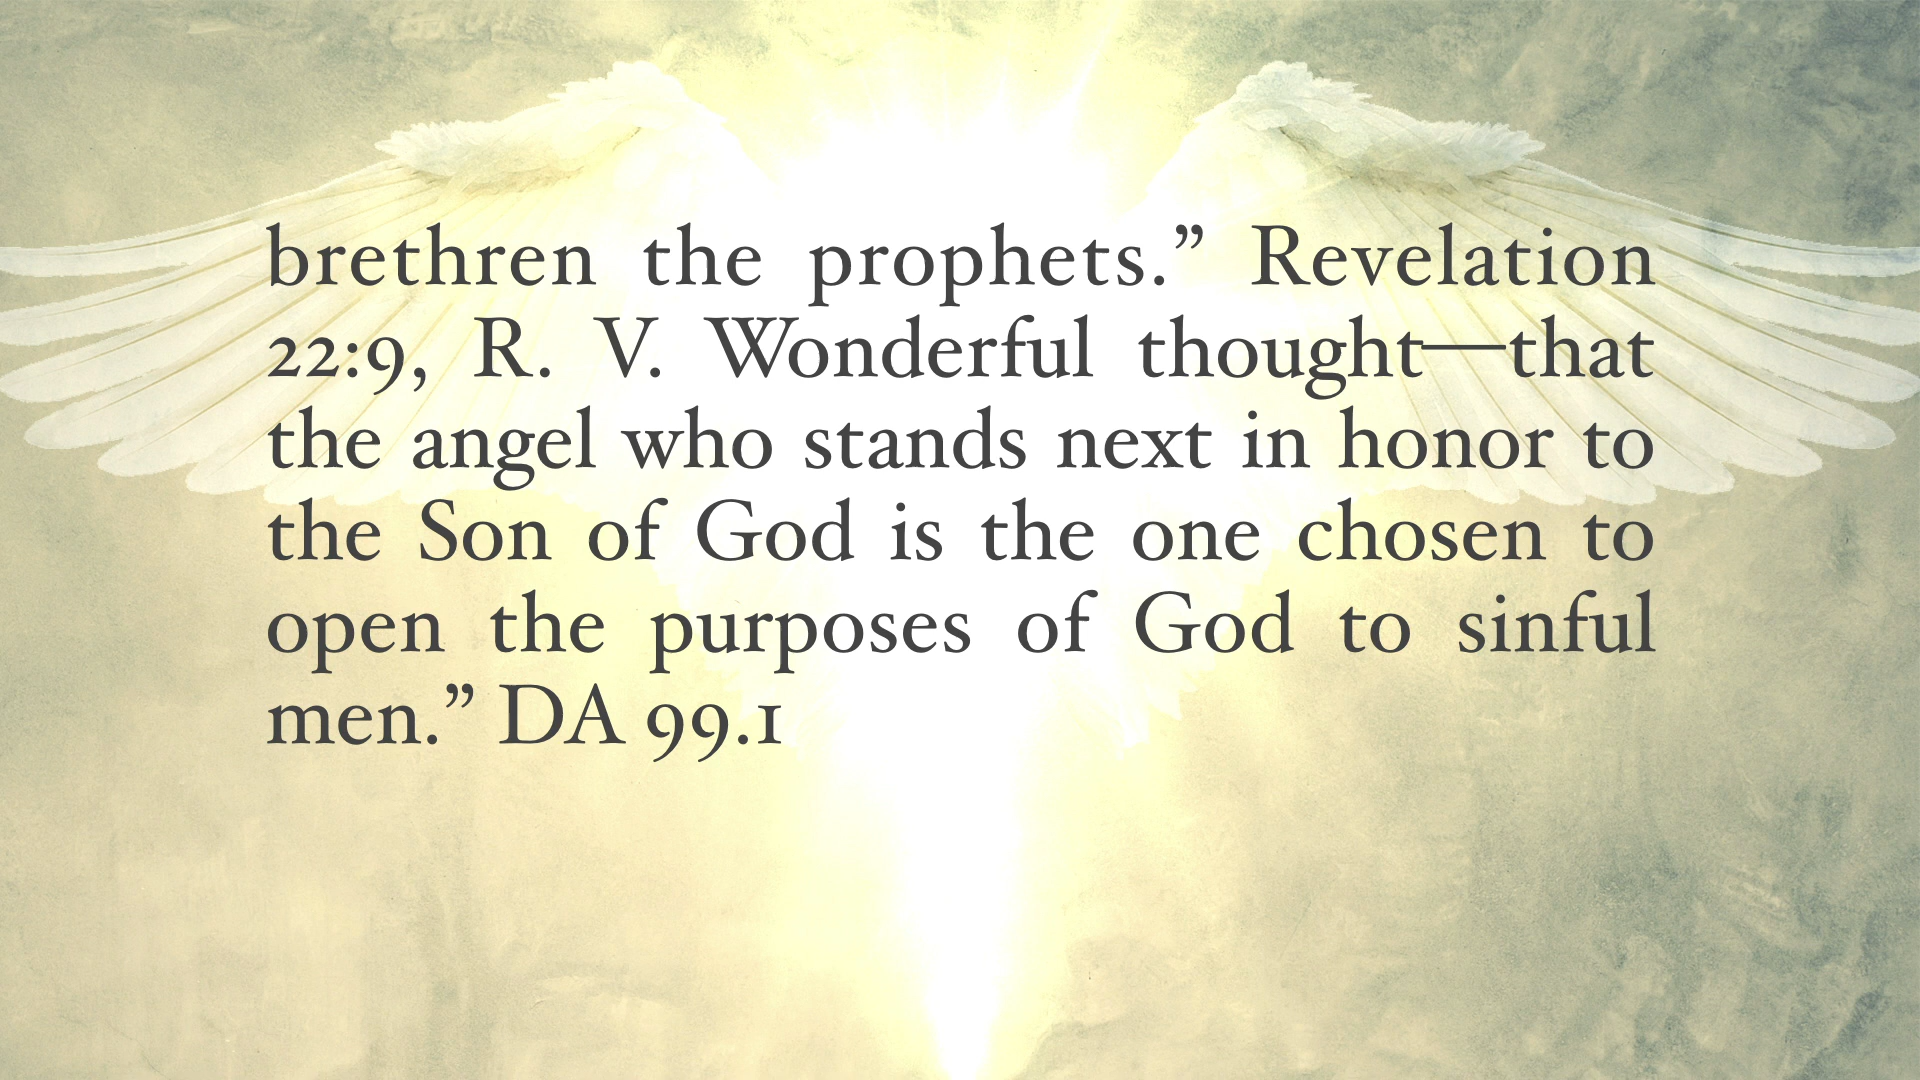 brethren the prophets.” Revelation
22:9, R. V. Wonderful thought—that
the angel who stands next in honor to
the Son of God is the one chosen to
open the purposes of God to sinful
men.” DA 99.1